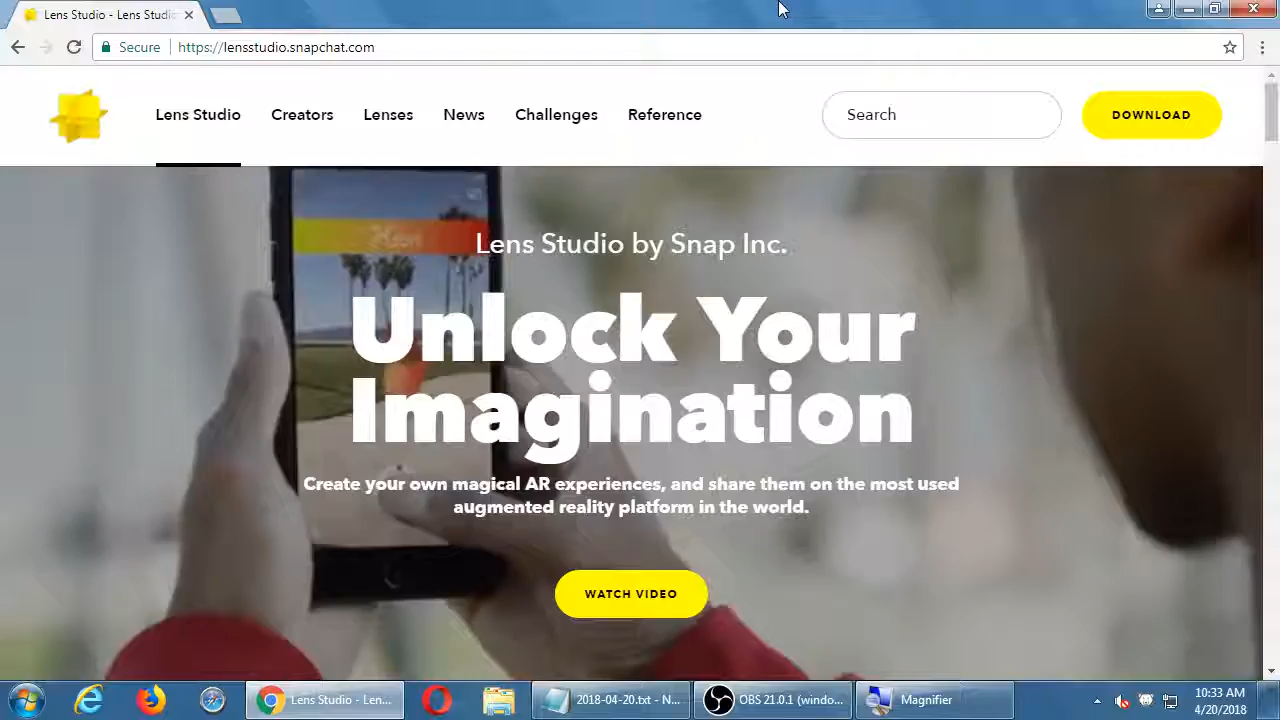 Lens Studio - Lens Studic
Secure https://lensstudio.snapchat.com
Lens Studio Creators Lenses News Challenges Reference Search DOWNLOAD
Lens Studio by Snap Inc.
Unlock Your
Imagination
Create your own magical AR experiences, and share them on the most used
augmented reality platform in the world.
WATCH VIDEO
Lens Studio - Len... 2018-04-20.txt - N... OBS 21.0.1 (windo... Magnifier 10:33 AM
4/20/2018